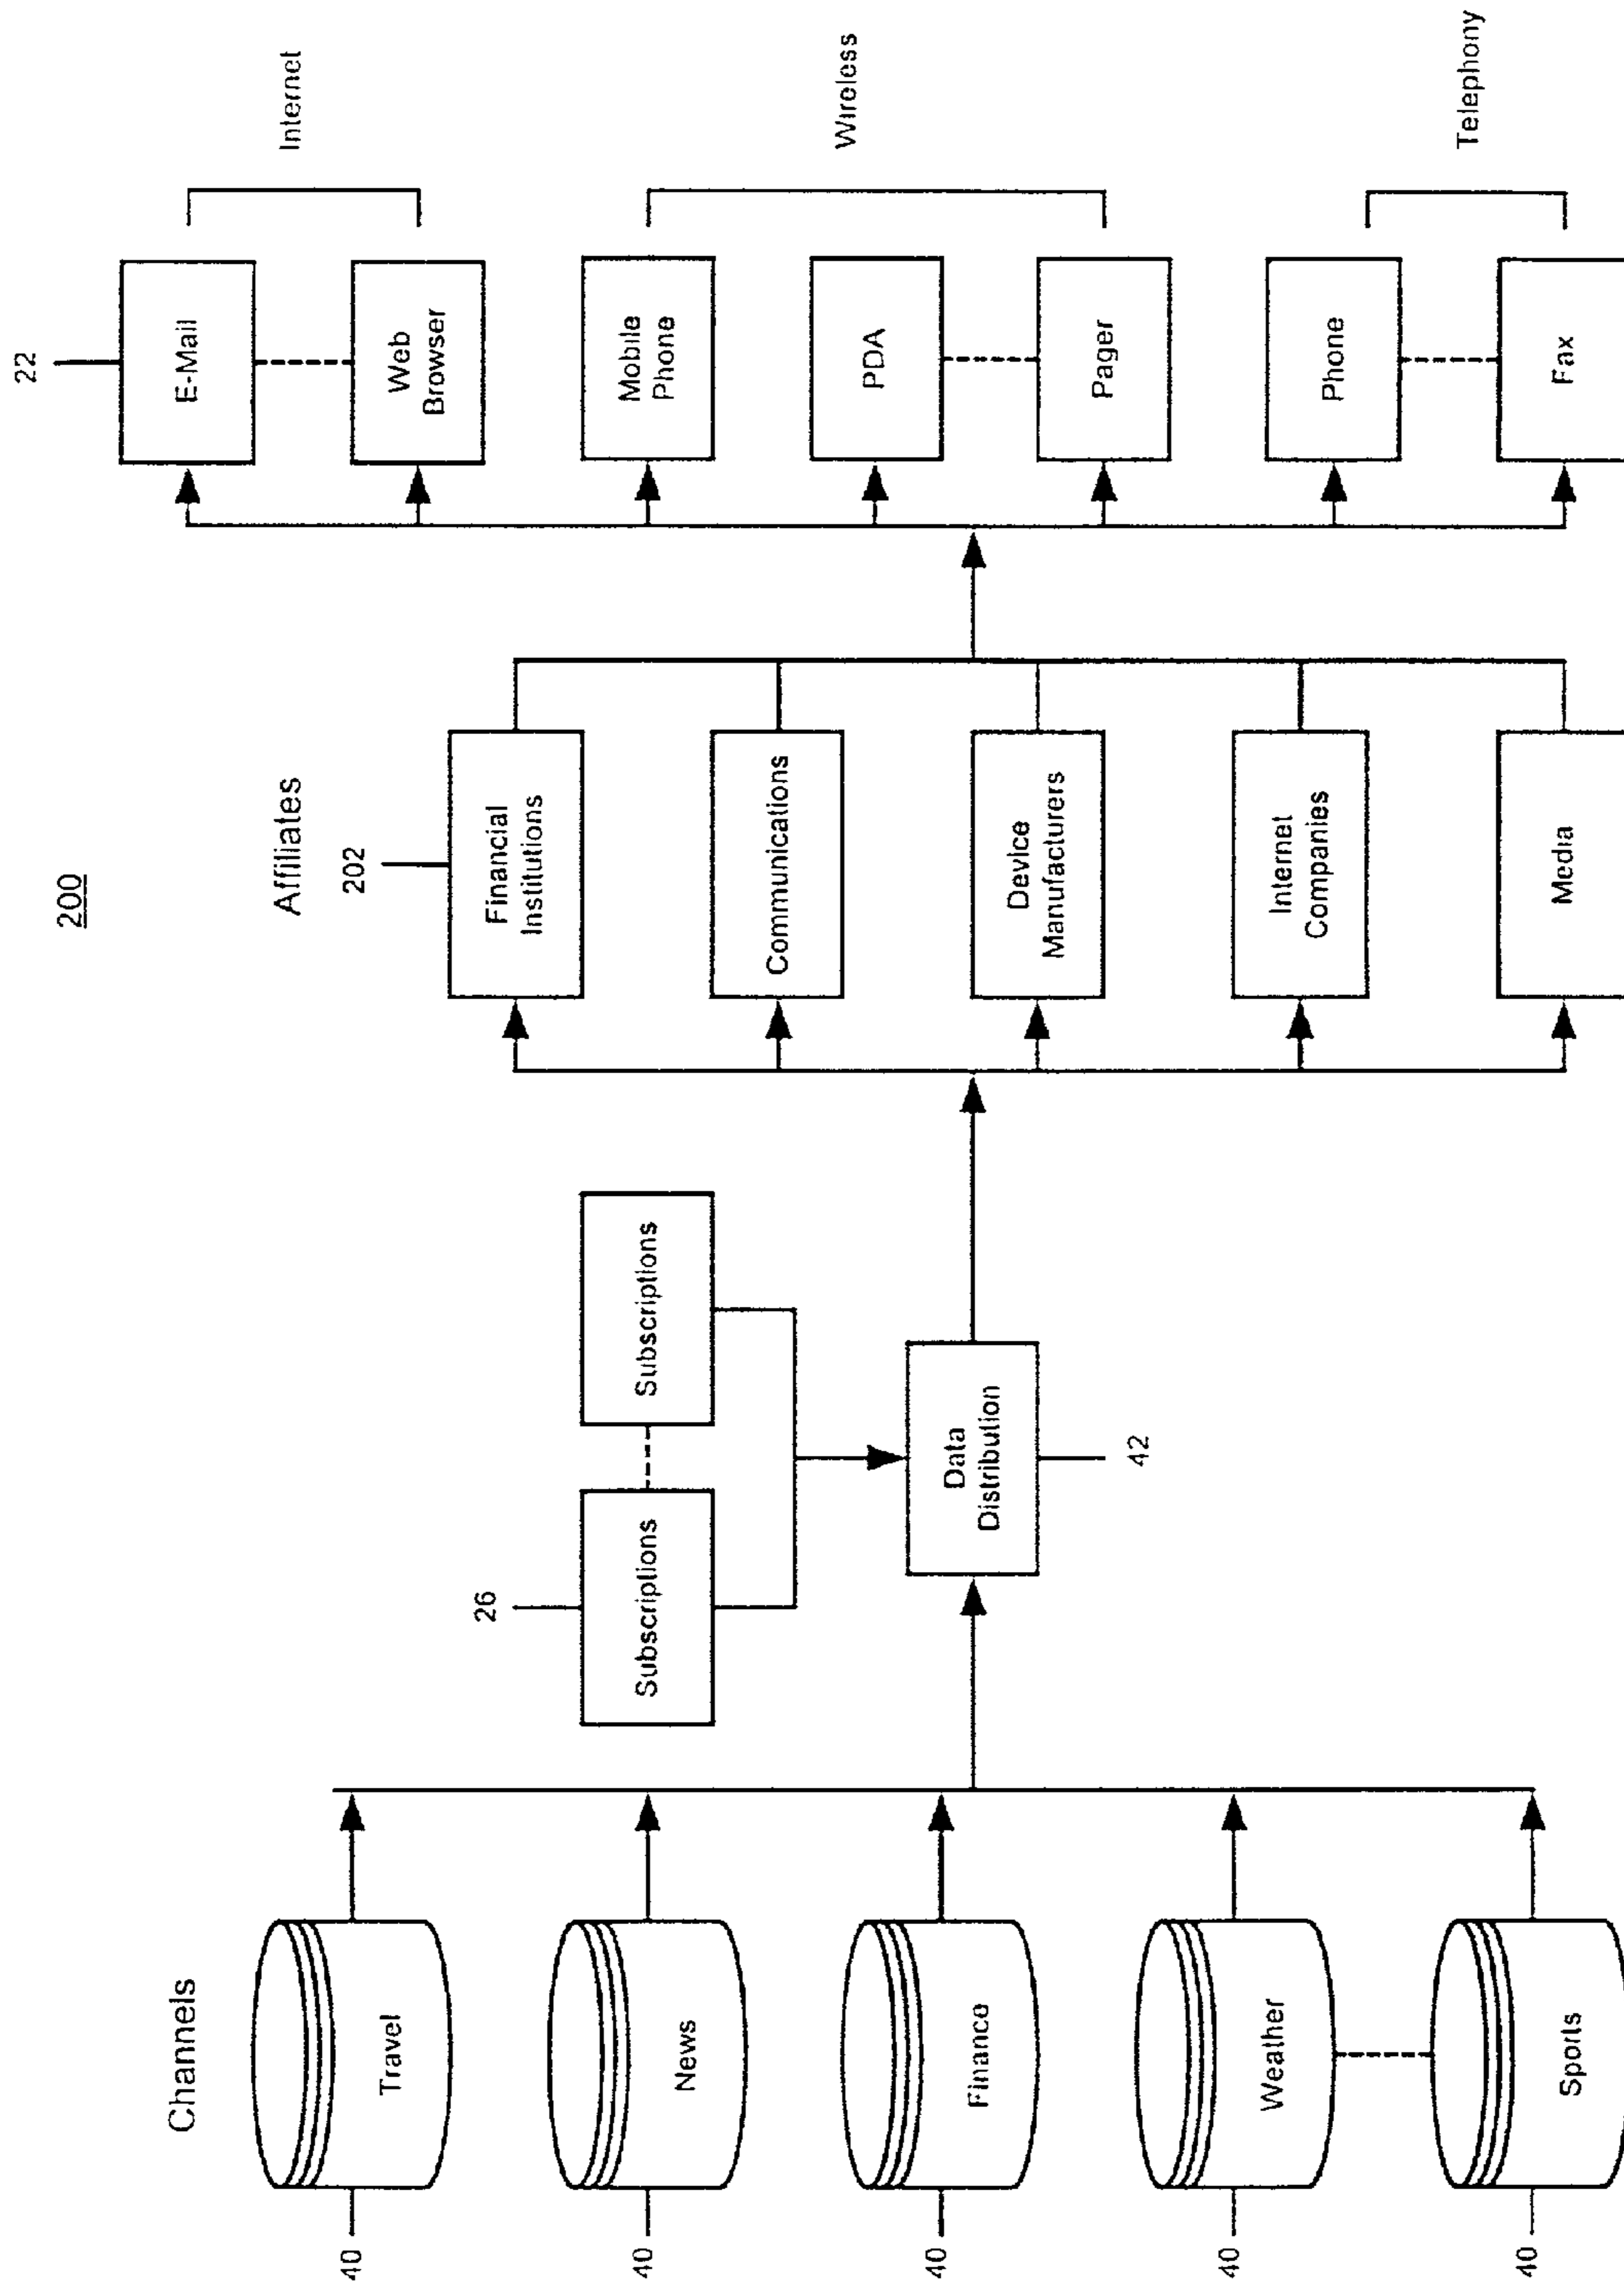 200
Channels
40
Travel
40
News
40
Finance
40
Weather
40
Sports
26
Subscriptions
Subscriptions
Data
Distribution
42
Affiliates
202
Financial
Institutions
Communications
Device
Manufacturers
Internet
Companies
Media
22
E-Mail
Web
Browser
Internet
Mobile
Phone
PDA
Pager
Wireless
Phone
Fax
Telephony